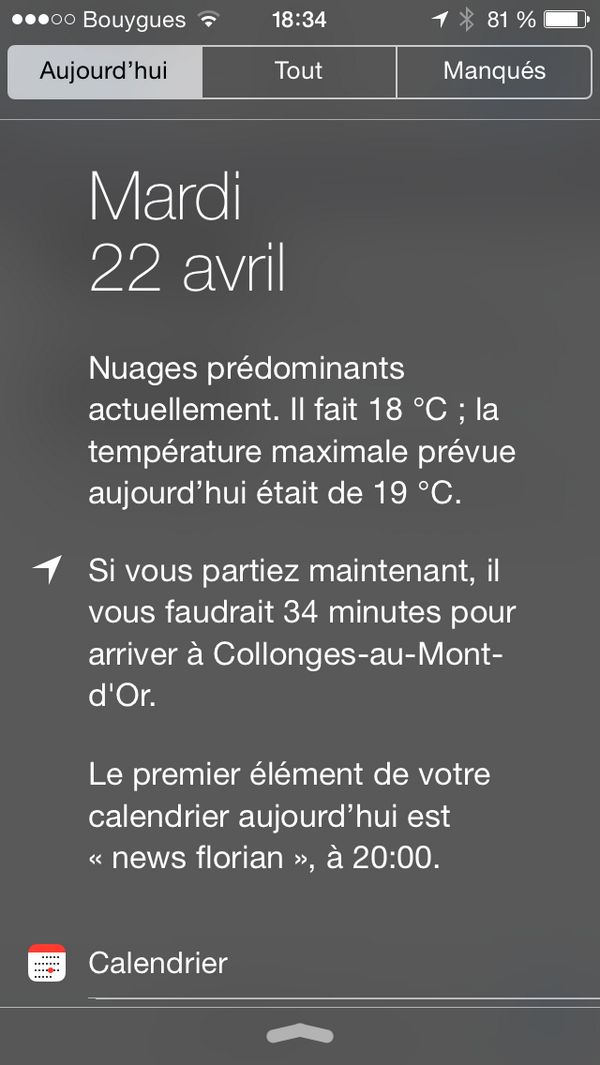 Bouygues 18:34 81 %
Aujourd’hui Tout Manqués
Mardi
22 avril
Nuages prédominants
actuellement. Il fait 18 °C ; la
température maximale prévue
aujourd’hui était de 19 °C.
Si vous partiez maintenant, il
vous faudrait 34 minutes pour
arriver à Collonges-au-Mont-
d'Or.
Le premier élément de votre
calendrier aujourd’hui est
« news florian », à 20:00.
Calendrier